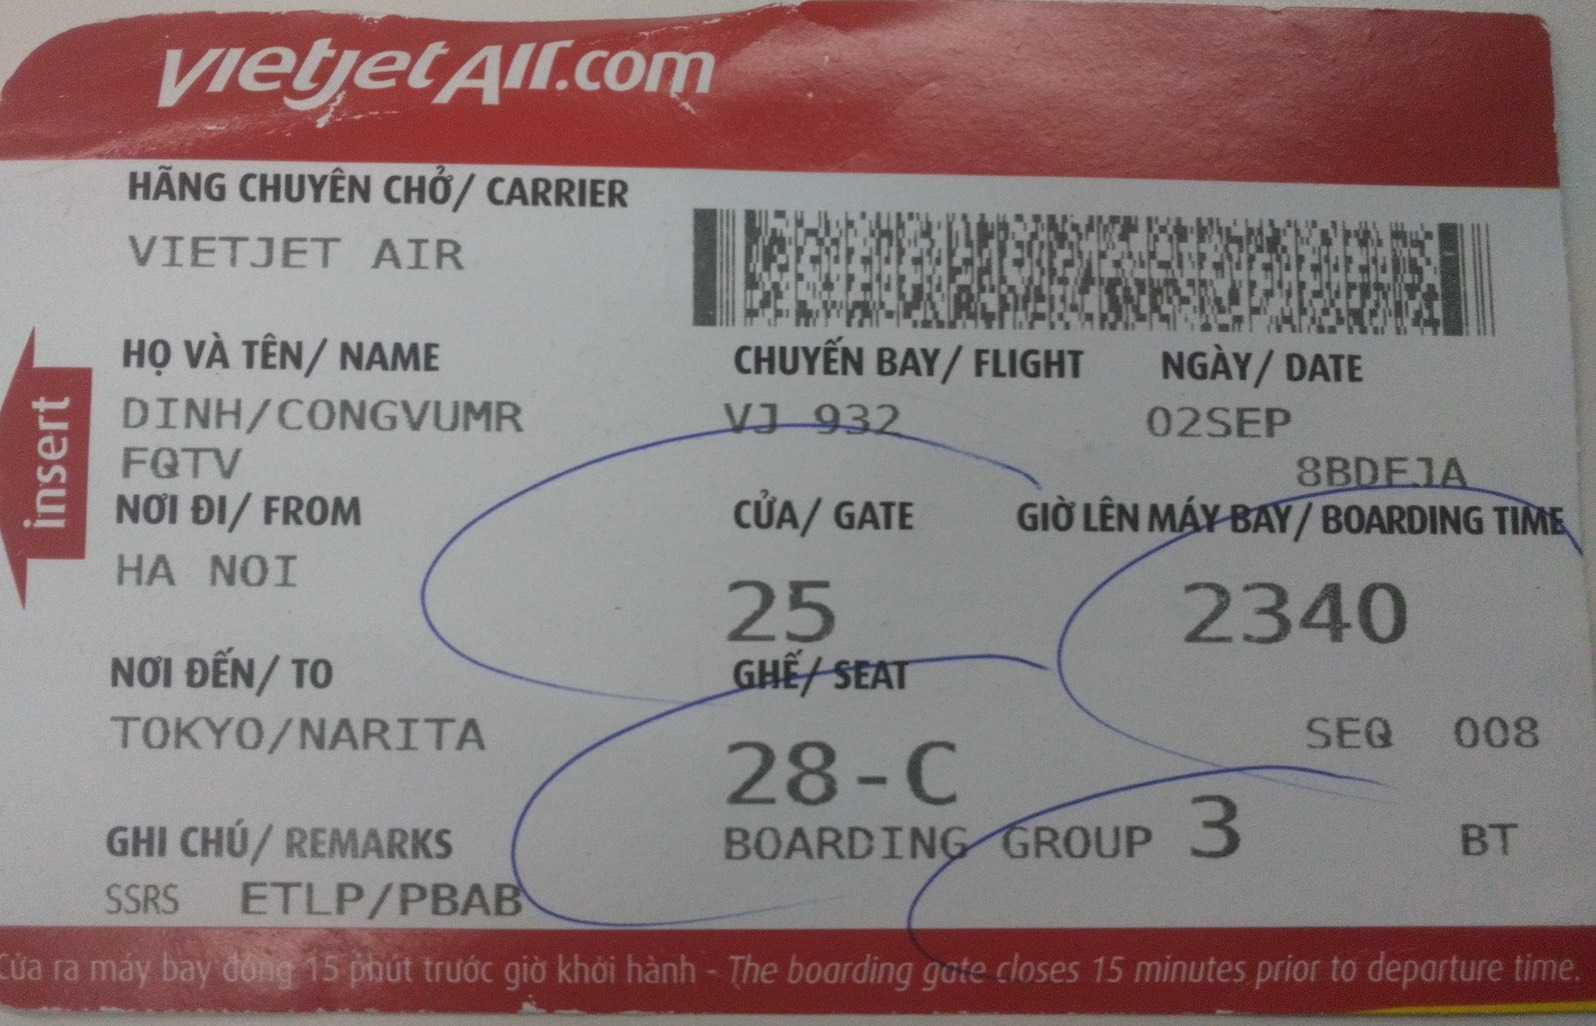 vietjetAir.com
HÃNG CHUYÊN CHỞ/ CARRIER
VIETJET AIR
HỌ VÀ TÊN/ NAME
DINH/CONGVUMR
FQTV
CHUYẾN BAY/ FLIGHT
VJ 932
NGÀY/ DATE
02SEP
8BDEJA
NƠI ĐI/ FROM
HA NOI
CỬA/ GATE
25
GIỜ LÊN MÁY BAY/ BOARDING TIME
2340
NƠI ĐẾN/ TO
TOKYO/NARITA
GHẾ/ SEAT
28-C
SEQ 008
BOARDING GROUP 3
BT
GHI CHÚ/ REMARKS
SSRS ETLP/PBAB
insert
Cửa ra máy bay đóng 15 phút trước giờ khởi hành - The boarding gate closes 15 minutes prior to departure time.